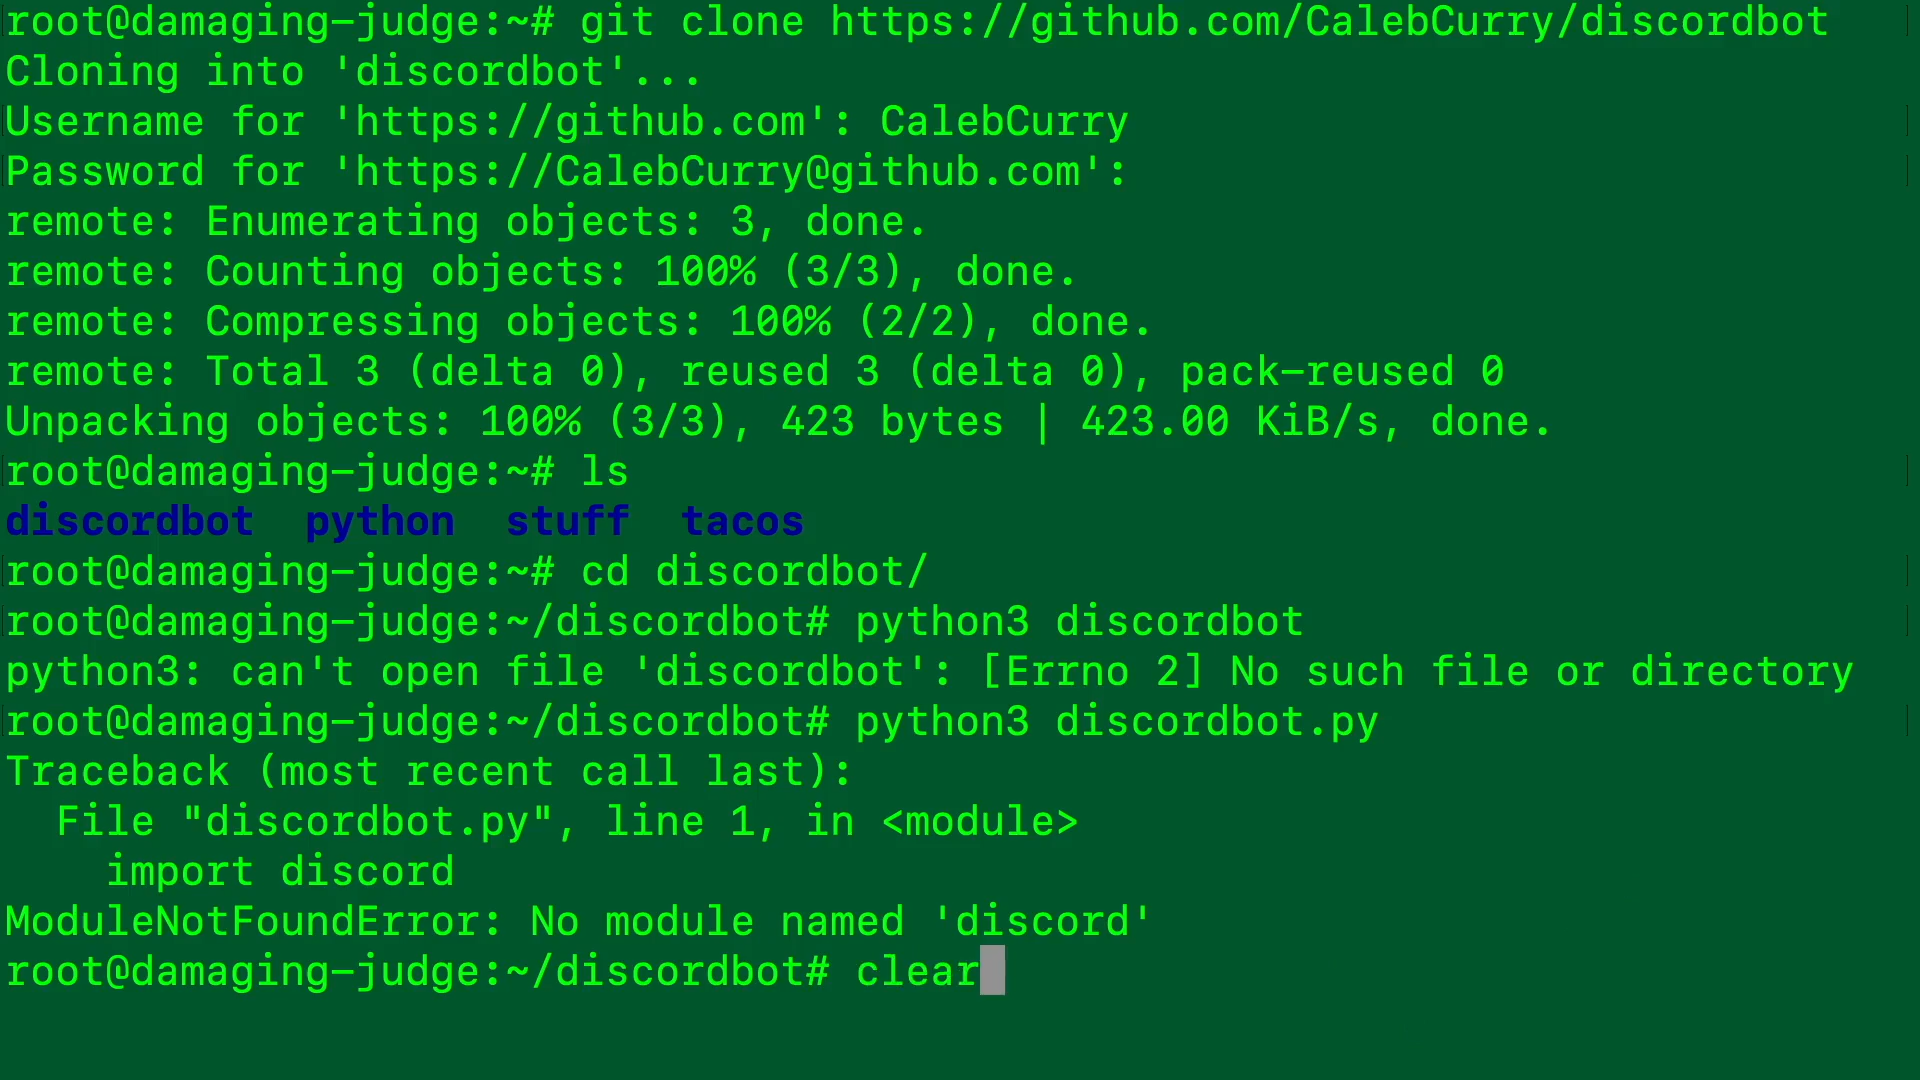 root@damaging-judge:~# git clone https://github.com/CalebCurry/discordbot
Cloning into 'discordbot'...
Username for 'https://github.com': CalebCurry
Password for 'https://CalebCurry@github.com':
remote: Enumerating objects: 3, done.
remote: Counting objects: 100% (3/3), done.
remote: Compressing objects: 100% (2/2), done.
remote: Total 3 (delta 0), reused 3 (delta 0), pack-reused 0
Unpacking objects: 100% (3/3), 423 bytes | 423.00 KiB/s, done.
root@damaging-judge:~# ls
discordbot  python  stuff  tacos
root@damaging-judge:~# cd discordbot/
root@damaging-judge:~/discordbot# python3 discordbot
python3: can't open file 'discordbot': [Errno 2] No such file or directory
root@damaging-judge:~/discordbot# python3 discordbot.py
Traceback (most recent call last):
  File "discordbot.py", line 1, in <module>
    import discord
ModuleNotFoundError: No module named 'discord'
root@damaging-judge:~/discordbot# clear